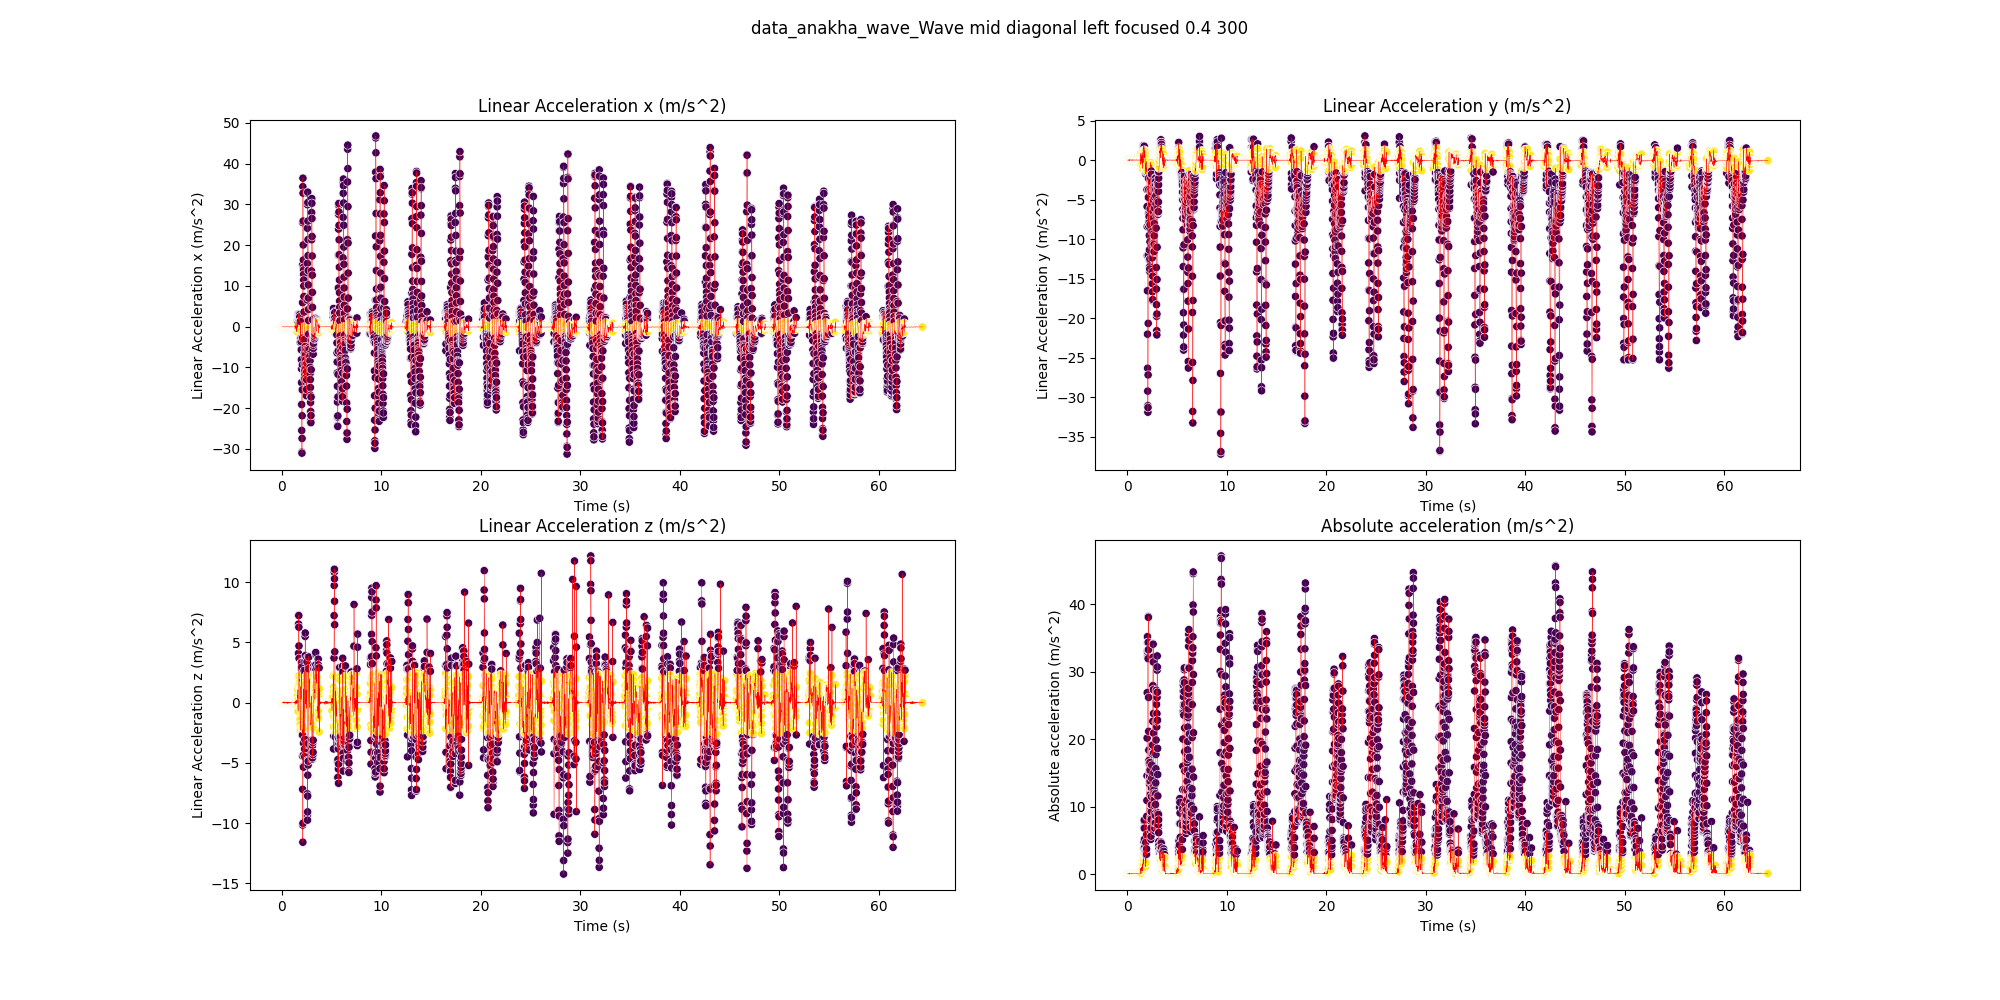 data_anakha_wave_Wave mid diagonal left focused 0.4 300
Linear Acceleration x (m/s^2)
Linear Acceleration x (m/s^2)
50
40
30
20
10
0
−10
−20
−30
0 10 20 30 40 50 60
Time (s)
Linear Acceleration y (m/s^2)
Linear Acceleration y (m/s^2)
5
0
−5
−10
−15
−20
−25
−30
−35
0 10 20 30 40 50 60
Time (s)
Linear Acceleration z (m/s^2)
Linear Acceleration z (m/s^2)
10
5
0
−5
−10
−15
0 10 20 30 40 50 60
Time (s)
Absolute acceleration (m/s^2)
Absolute acceleration (m/s^2)
40
30
20
10
0
0 10 20 30 40 50 60
Time (s)